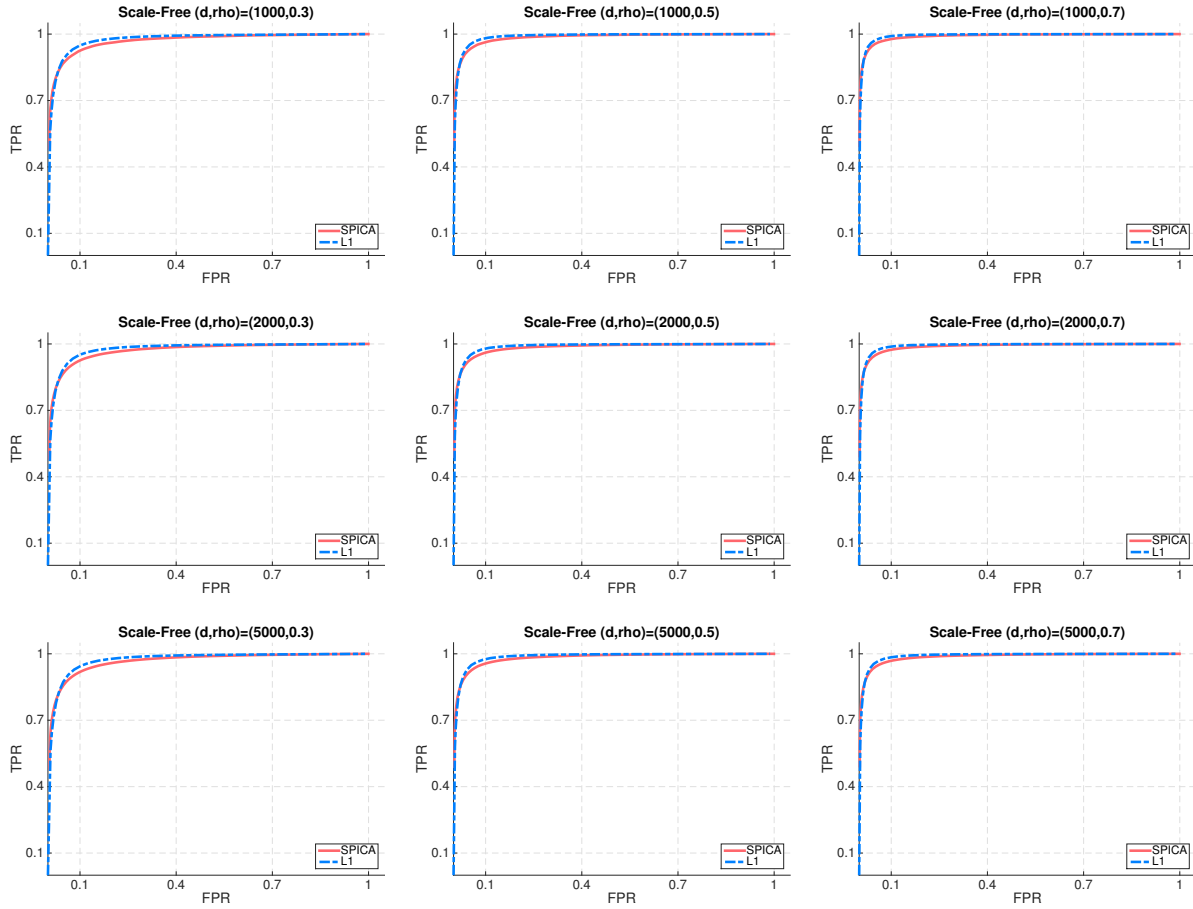 Scale-Free (d,rho)=(1000,0.3)
1
0.7
TPR
0.4
0.1
SPICA
L1
0.1 0.4 0.7 1
FPR
Scale-Free (d,rho)=(1000,0.5)
1
0.7
TPR
0.4
0.1
SPICA
L1
0.1 0.4 0.7 1
FPR
Scale-Free (d,rho)=(1000,0.7)
1
0.7
TPR
0.4
0.1
SPICA
L1
0.1 0.4 0.7 1
FPR
Scale-Free (d,rho)=(2000,0.3)
1
0.7
TPR
0.4
0.1
SPICA
L1
0.1 0.4 0.7 1
FPR
Scale-Free (d,rho)=(2000,0.5)
1
0.7
TPR
0.4
0.1
SPICA
L1
0.1 0.4 0.7 1
FPR
Scale-Free (d,rho)=(2000,0.7)
1
0.7
TPR
0.4
0.1
SPICA
L1
0.1 0.4 0.7 1
FPR
Scale-Free (d,rho)=(5000,0.3)
1
0.7
TPR
0.4
0.1
SPICA
L1
0.1 0.4 0.7 1
FPR
Scale-Free (d,rho)=(5000,0.5)
1
0.7
TPR
0.4
0.1
SPICA
L1
0.1 0.4 0.7 1
FPR
Scale-Free (d,rho)=(5000,0.7)
1
0.7
TPR
0.4
0.1
SPICA
L1
0.1 0.4 0.7 1
FPR